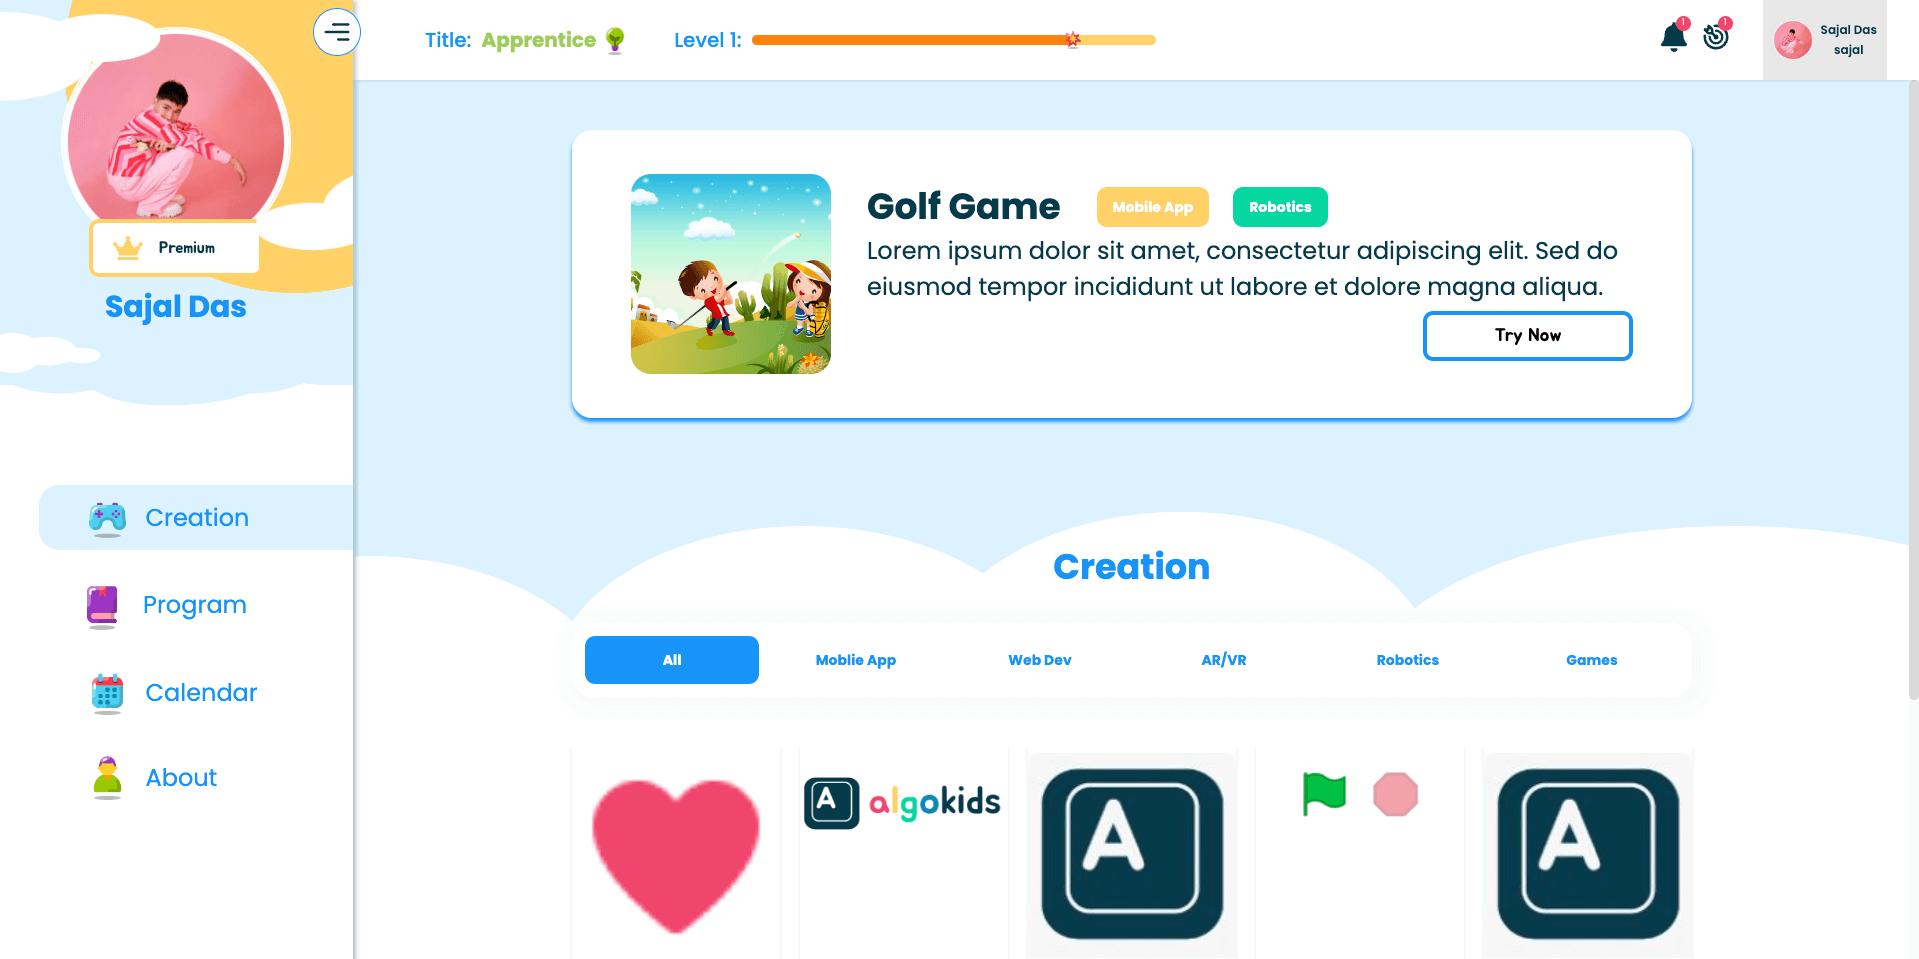 Title: Apprentice
Level 1:
1
1
Sajal Das
sajal
Premium
Sajal Das
Creation
Program
Calendar
About
Golf Game
Mobile App
Robotics
Lorem ipsum dolor sit amet, consectetur adipiscing elit. Sed do
eiusmod tempor incididunt ut labore et dolore magna aliqua.
Try Now
Creation
All
Moblie App
Web Dev
AR/VR
Robotics
Games
A algokids
A
A